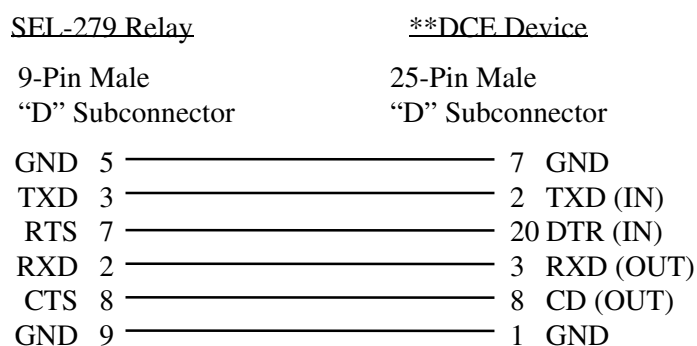 SEL-279 Relay **DCE Device
9-Pin Male 25-Pin Male
“D” Subconnector “D” Subconnector
GND 5 7 GND
TXD 3 2 TXD (IN)
RTS 7 20 DTR (IN)
RXD 2 3 RXD (OUT)
CTS 8 8 CD (OUT)
GND 9 1 GND